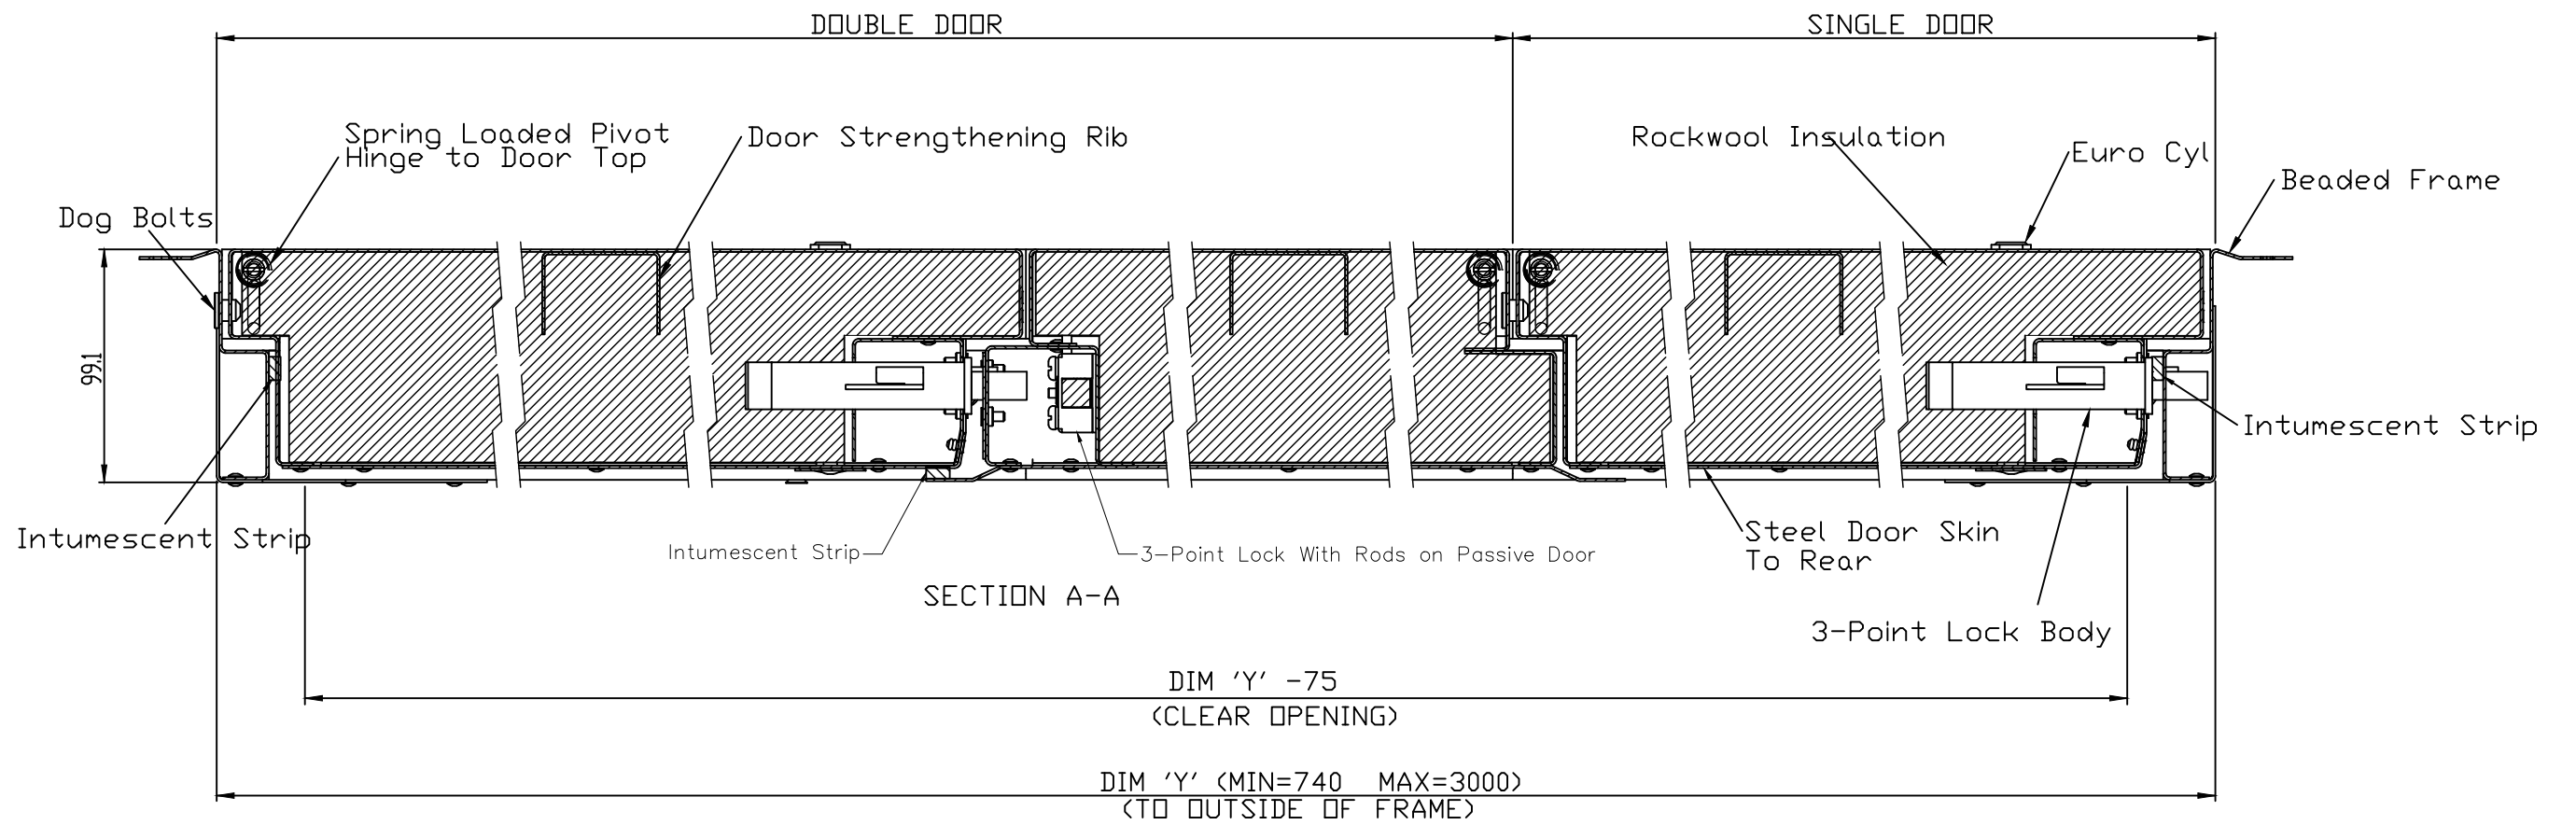 DOUBLE DOOR
SINGLE DOOR
Spring Loaded Pivot
Hinge to Door Top
Door Strengthening Rib
Rockwool Insulation
Euro Cyl
Beaded Frame
Dog Bolts
99.1
Intumescent Strip
Intumescent Strip
Intumescent Strip
3-Point Lock With Rods on Passive Door
Steel Door Skin
To Rear
SECTION A-A
3-Point Lock Body
DIM 'Y' -75
(CLEAR OPENING)
DIM 'Y' (MIN=740 MAX=3000)
(TO OUTSIDE OF FRAME)